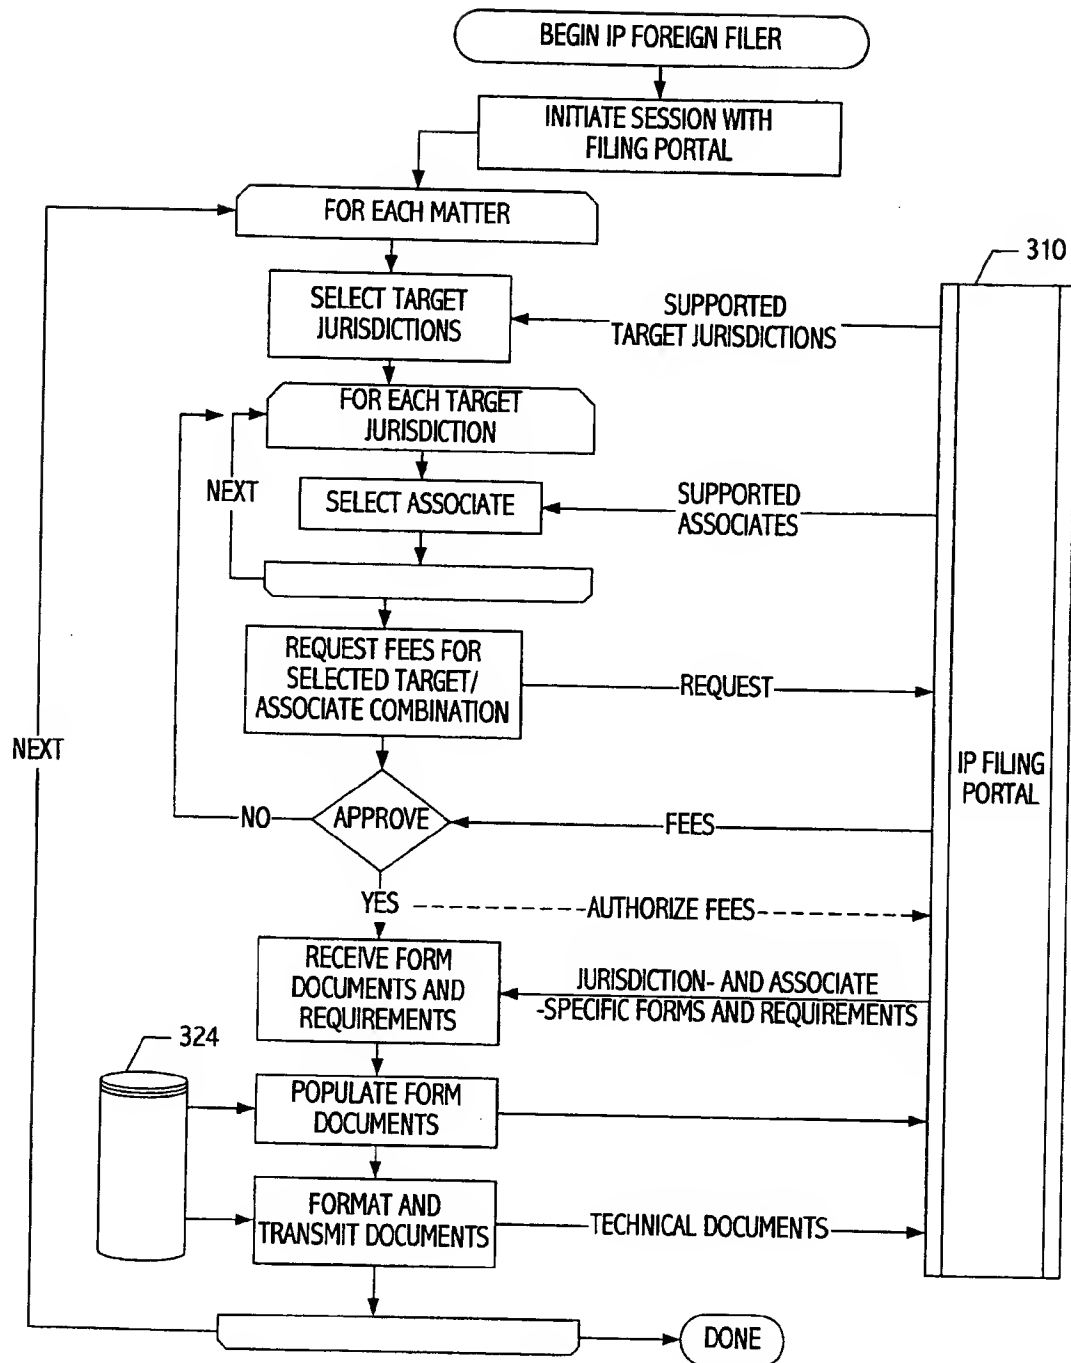 BEGIN IP FOREIGN FILER
INITIATE SESSION WITH
FILING PORTAL
FOR EACH MATTER
310
SELECT TARGET
JURISDICTIONS
SUPPORTED
TARGET JURISDICTIONS
FOR EACH TARGET
JURISDICTION
NEXT
SELECT ASSOCIATE
SUPPORTED
ASSOCIATES
REQUEST FEES FOR
SELECTED TARGET/
ASSOCIATE COMBINATION
REQUEST
NEXT
IP FILING
PORTAL
NO
APPROVE
FEES
YES
AUTHORIZE FEES
RECEIVE FORM
DOCUMENTS AND
REQUIREMENTS
JURISDICTION- AND ASSOCIATE
-SPECIFIC FORMS AND REQUIREMENTS
324
POPULATE FORM
DOCUMENTS
FORMAT AND
TRANSMIT DOCUMENTS
TECHNICAL DOCUMENTS
DONE